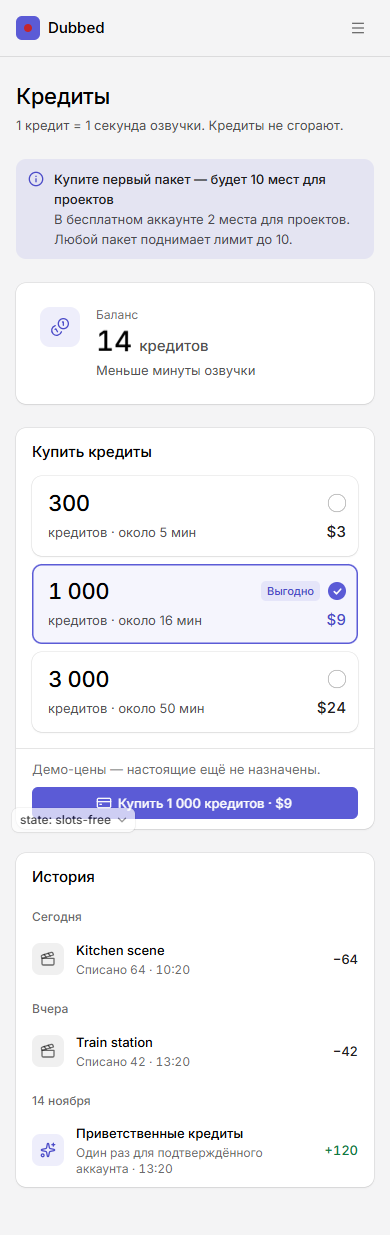 Dubbed
Кредиты
1 кредит = 1 секунда озвучки. Кредиты не сгорают.
Купите первый пакет — будет 10 мест для
проектов
В бесплатном аккаунте 2 места для проектов.
Любой пакет поднимает лимит до 10.
Баланс
14 кредитов
Меньше минуты озвучки
Купить кредиты
300
кредитов · около 5 мин
$3
1 000
Выгодно
кредитов · около 16 мин
$9
3 000
кредитов · около 50 мин
$24
Демо-цены — настоящие ещё не назначены.
Купить 1 000 кредитов · $9
state: slots-free
История
Сегодня
Kitchen scene
Списано 64 · 10:20
−64
Вчера
Train station
Списано 42 · 13:20
−42
14 ноября
Приветственные кредиты
Один раз для подтверждённого
аккаунта · 13:20
+120